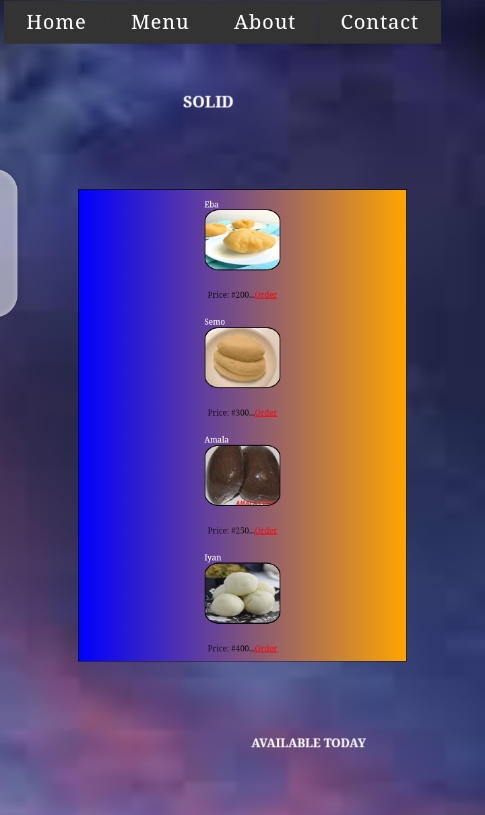 Home Menu About Contact
SOLID
Eba
Price: #200...Order
Semo
Price: #300...Order
Amala
Price: #250...Order
Iyan
Price: #400...Order
AVAILABLE TODAY